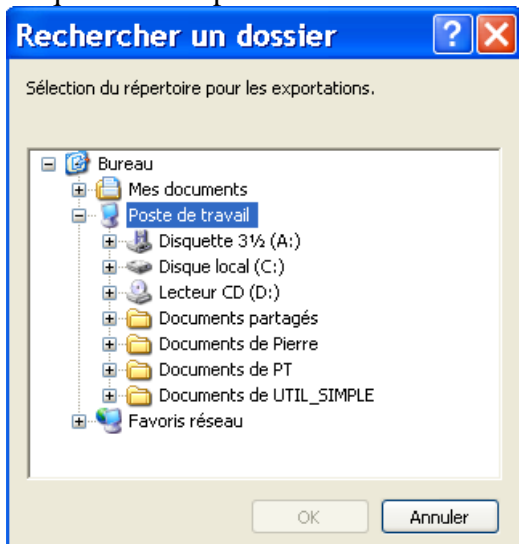 Rechercher un dossier
Sélection du répertoire pour les exportations.
Bureau
Mes documents
Poste de travail
Disquette 3½ (A:)
Disque local (C:)
Lecteur CD (D:)
Documents partagés
Documents de Pierre
Documents de PT
Documents de UTIL_SIMPLE
Favoris réseau
OK Annuler